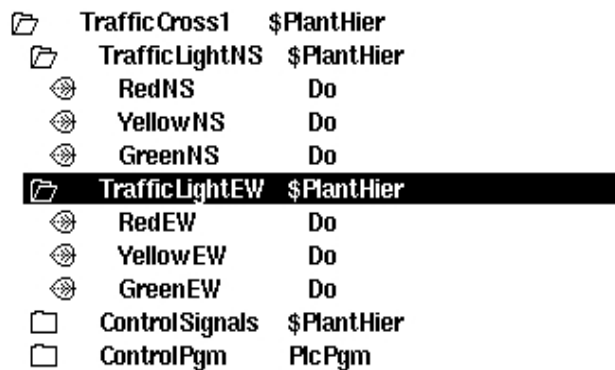 TrafficCross1 $PlantHier
TrafficLightNS $PlantHier
RedNS Do
YellowNS Do
GreenNS Do
TrafficLightEW $PlantHier
RedEW Do
YellowEW Do
GreenEW Do
ControlSignals $PlantHier
ControlPgm PlcPgm